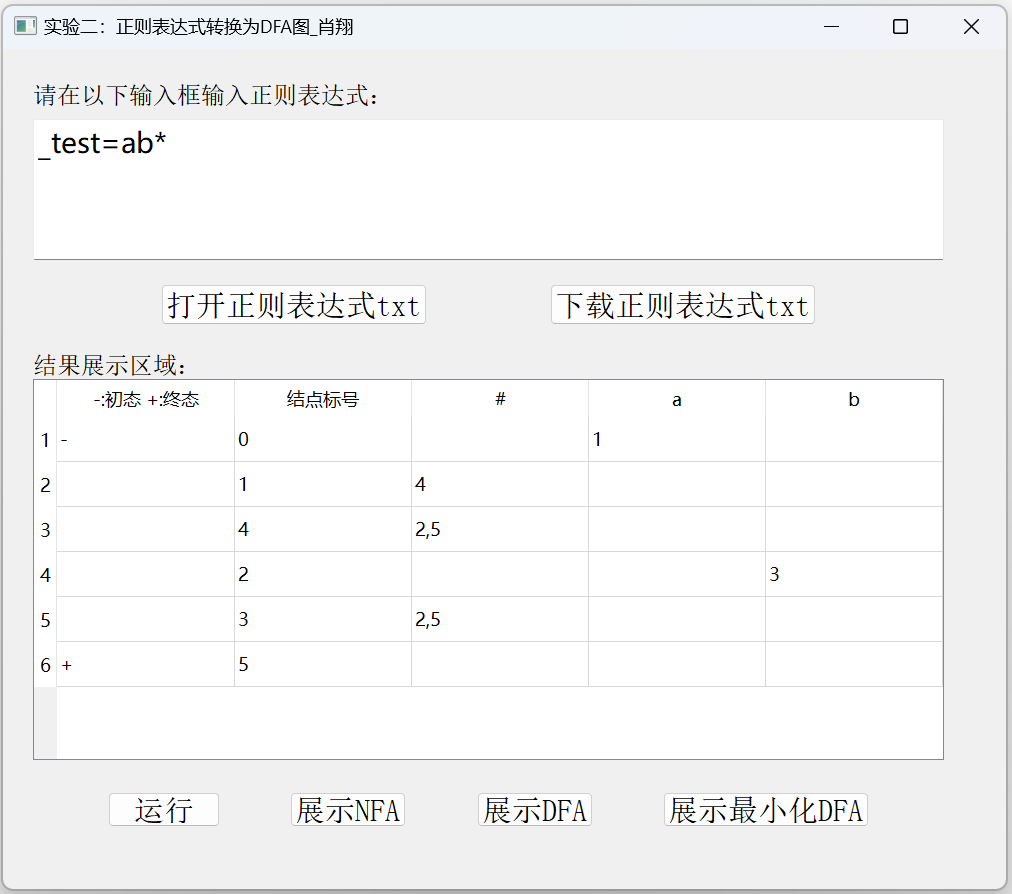 实验二：正则表达式转换为DFA图_肖翔
请在以下输入框输入正则表达式：
_test=ab*
打开正则表达式txt 下载正则表达式txt
结果展示区域：
-:初态 +:终态 结点标号 # a b
1 - 0 1
2 1 4
3 4 2,5
4 2 3
5 3 2,5
6 + 5
运行 展示NFA 展示DFA 展示最小化DFA